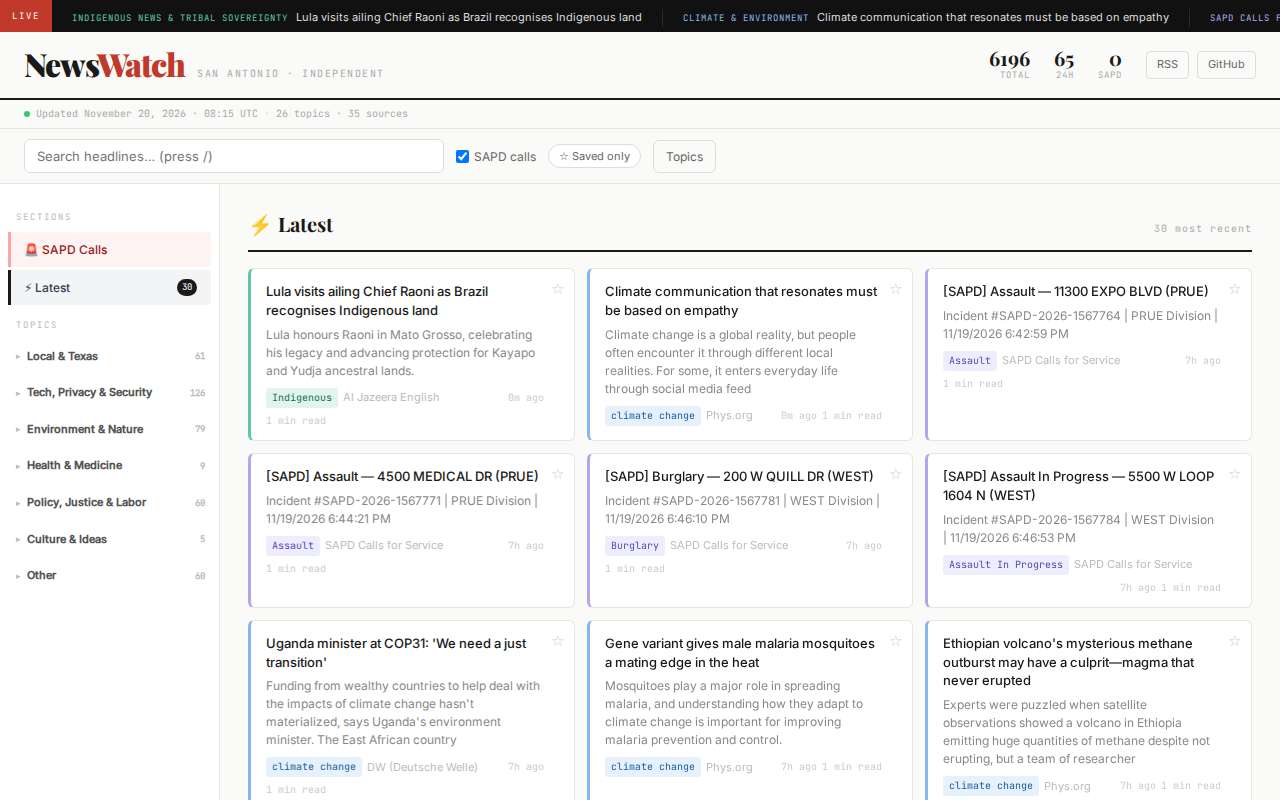 LIVE
INDIGENOUS NEWS & TRIBAL SOVEREIGNTY Lula visits ailing Chief Raoni as Brazil recognises Indigenous land
CLIMATE & ENVIRONMENT Climate communication that resonates must be based on empathy
SAPD CALLS F
NewsWatch SAN ANTONIO · INDEPENDENT
6196 TOTAL
65 24H
0 SAPD
RSS
GitHub
Updated November 20, 2026 · 08:15 UTC · 26 topics · 35 sources
Search headlines... (press /)
SAPD calls
☆ Saved only
Topics
SECTIONS
🚨 SAPD Calls
⚡ Latest 30
TOPICS
▸ Local & Texas 61
▸ Tech, Privacy & Security 126
▸ Environment & Nature 79
▸ Health & Medicine 9
▸ Policy, Justice & Labor 60
▸ Culture & Ideas 5
▸ Other 60
⚡ Latest
30 most recent
Lula visits ailing Chief Raoni as Brazil
recognises Indigenous land
Lula honours Raoni in Mato Grosso, celebrating
his legacy and advancing protection for Kayapo
and Yudja ancestral lands.
Indigenous Al Jazeera English 0m ago
1 min read
Climate communication that resonates must
be based on empathy
Climate change is a global reality, but people
often encounter it through different local
realities. For some, it enters everyday life
through social media feed
climate change Phys.org 0m ago 1 min read
[SAPD] Assault — 11300 EXPO BLVD (PRUE)
Incident #SAPD-2026-1567764 | PRUE Division |
11/19/2026 6:42:59 PM
Assault SAPD Calls for Service 7h ago
1 min read
[SAPD] Assault — 4500 MEDICAL DR (PRUE)
Incident #SAPD-2026-1567771 | PRUE Division |
11/19/2026 6:44:21 PM
Assault SAPD Calls for Service 7h ago
1 min read
[SAPD] Burglary — 200 W QUILL DR (WEST)
Incident #SAPD-2026-1567781 | WEST Division |
11/19/2026 6:46:10 PM
Burglary SAPD Calls for Service 7h ago
1 min read
[SAPD] Assault In Progress — 5500 W LOOP
1604 N (WEST)
Incident #SAPD-2026-1567784 | WEST Division
| 11/19/2026 6:46:53 PM
Assault In Progress SAPD Calls for Service
7h ago 1 min read
Uganda minister at COP31: 'We need a just
transition'
Funding from wealthy countries to help deal with
the impacts of climate change hasn't
materialized, says Uganda's environment
minister. The East African country
climate change DW (Deutsche Welle) 7h ago
1 min read
Gene variant gives male malaria mosquitoes
a mating edge in the heat
Mosquitoes play a major role in spreading
malaria, and understanding how they adapt to
climate change is important for improving
malaria prevention and control.
climate change Phys.org 7h ago 1 min read
Ethiopian volcano's mysterious methane
outburst may have a culprit—magma that
never erupted
Experts were puzzled when satellite
observations showed a volcano in Ethiopia
emitting huge quantities of methane despite not
erupting, but a team of researcher
climate change Phys.org 7h ago 1 min read